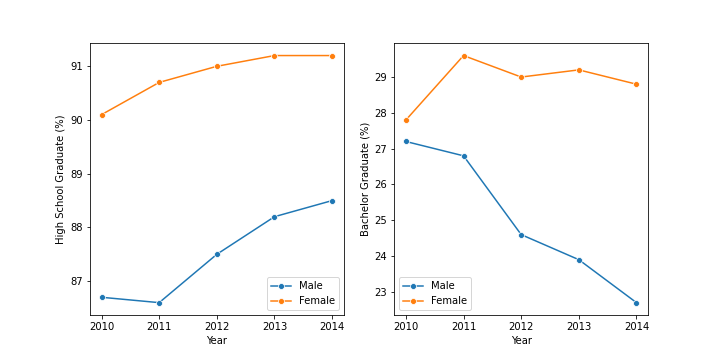 High School Graduate (%)
91
90
89
88
87
2010 2011 2012 2013 2014
Year
Male
Female
Bachelor Graduate (%)
29
28
27
26
25
24
23
2010 2011 2012 2013 2014
Year
Male
Female